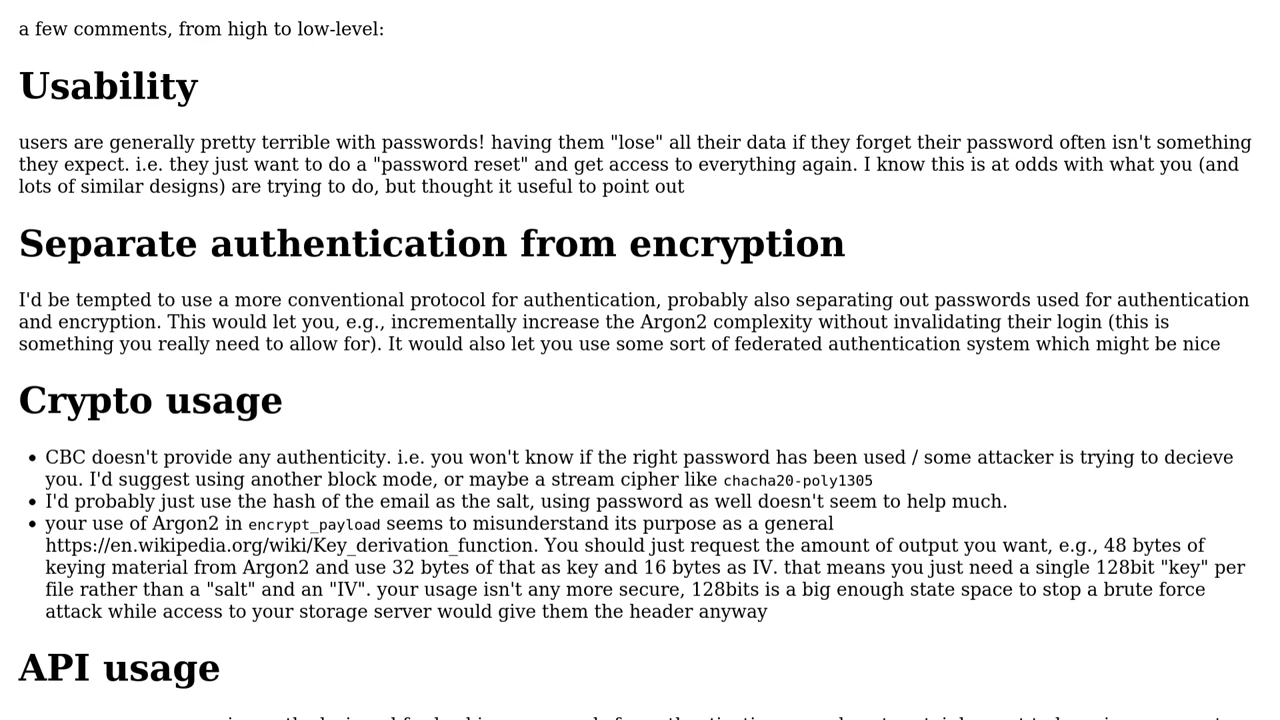 a few comments, from high to low-level:
Usability
users are generally pretty terrible with passwords! having them "lose" all their data if they forget their password often isn't something
they expect. i.e. they just want to do a "password reset" and get access to everything again. I know this is at odds with what you (and
lots of similar designs) are trying to do, but thought it useful to point out
Separate authentication from encryption
I'd be tempted to use a more conventional protocol for authentication, probably also separating out passwords used for authentication
and encryption. This would let you, e.g., incrementally increase the Argon2 complexity without invalidating their login (this is
something you really need to allow for). It would also let you use some sort of federated authentication system which might be nice
Crypto usage
• CBC doesn't provide any authenticity. i.e. you won't know if the right password has been used / some attacker is trying to decieve
you. I'd suggest using another block mode, or maybe a stream cipher like chacha20-poly1305
• I'd probably just use the hash of the email as the salt, using password as well doesn't seem to help much.
• your use of Argon2 in encrypt_payload seems to misunderstand its purpose as a general
https://en.wikipedia.org/wiki/Key_derivation_function. You should just request the amount of output you want, e.g., 48 bytes of
keying material from Argon2 and use 32 bytes of that as key and 16 bytes as IV. that means you just need a single 128bit "key" per
file rather than a "salt" and an "IV". your usage isn't any more secure, 128bits is a big enough state space to stop a brute force
attack while access to your storage server would give them the header anyway
API usage